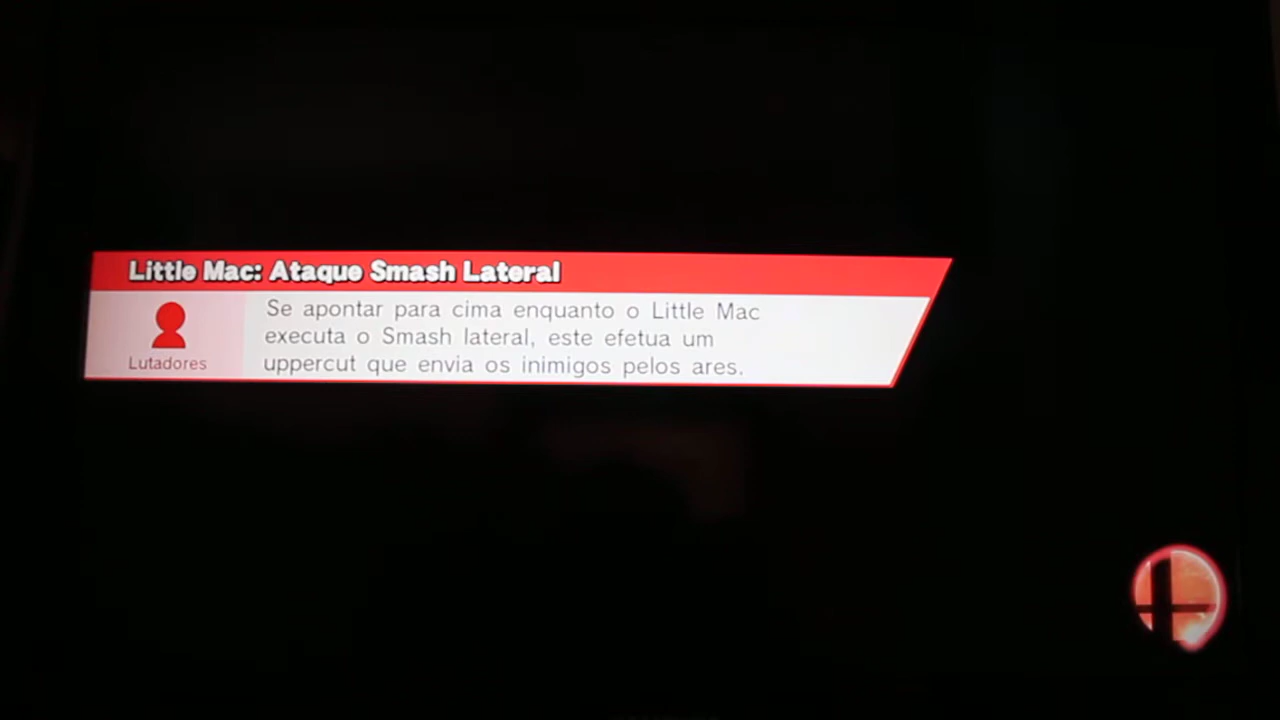 Little Mac: Ataque Smash Lateral
Lutadores
Se apontar para cima enquanto o Little Mac
executa o Smash lateral, este efetua um
uppercut que envia os inimigos pelos ares.